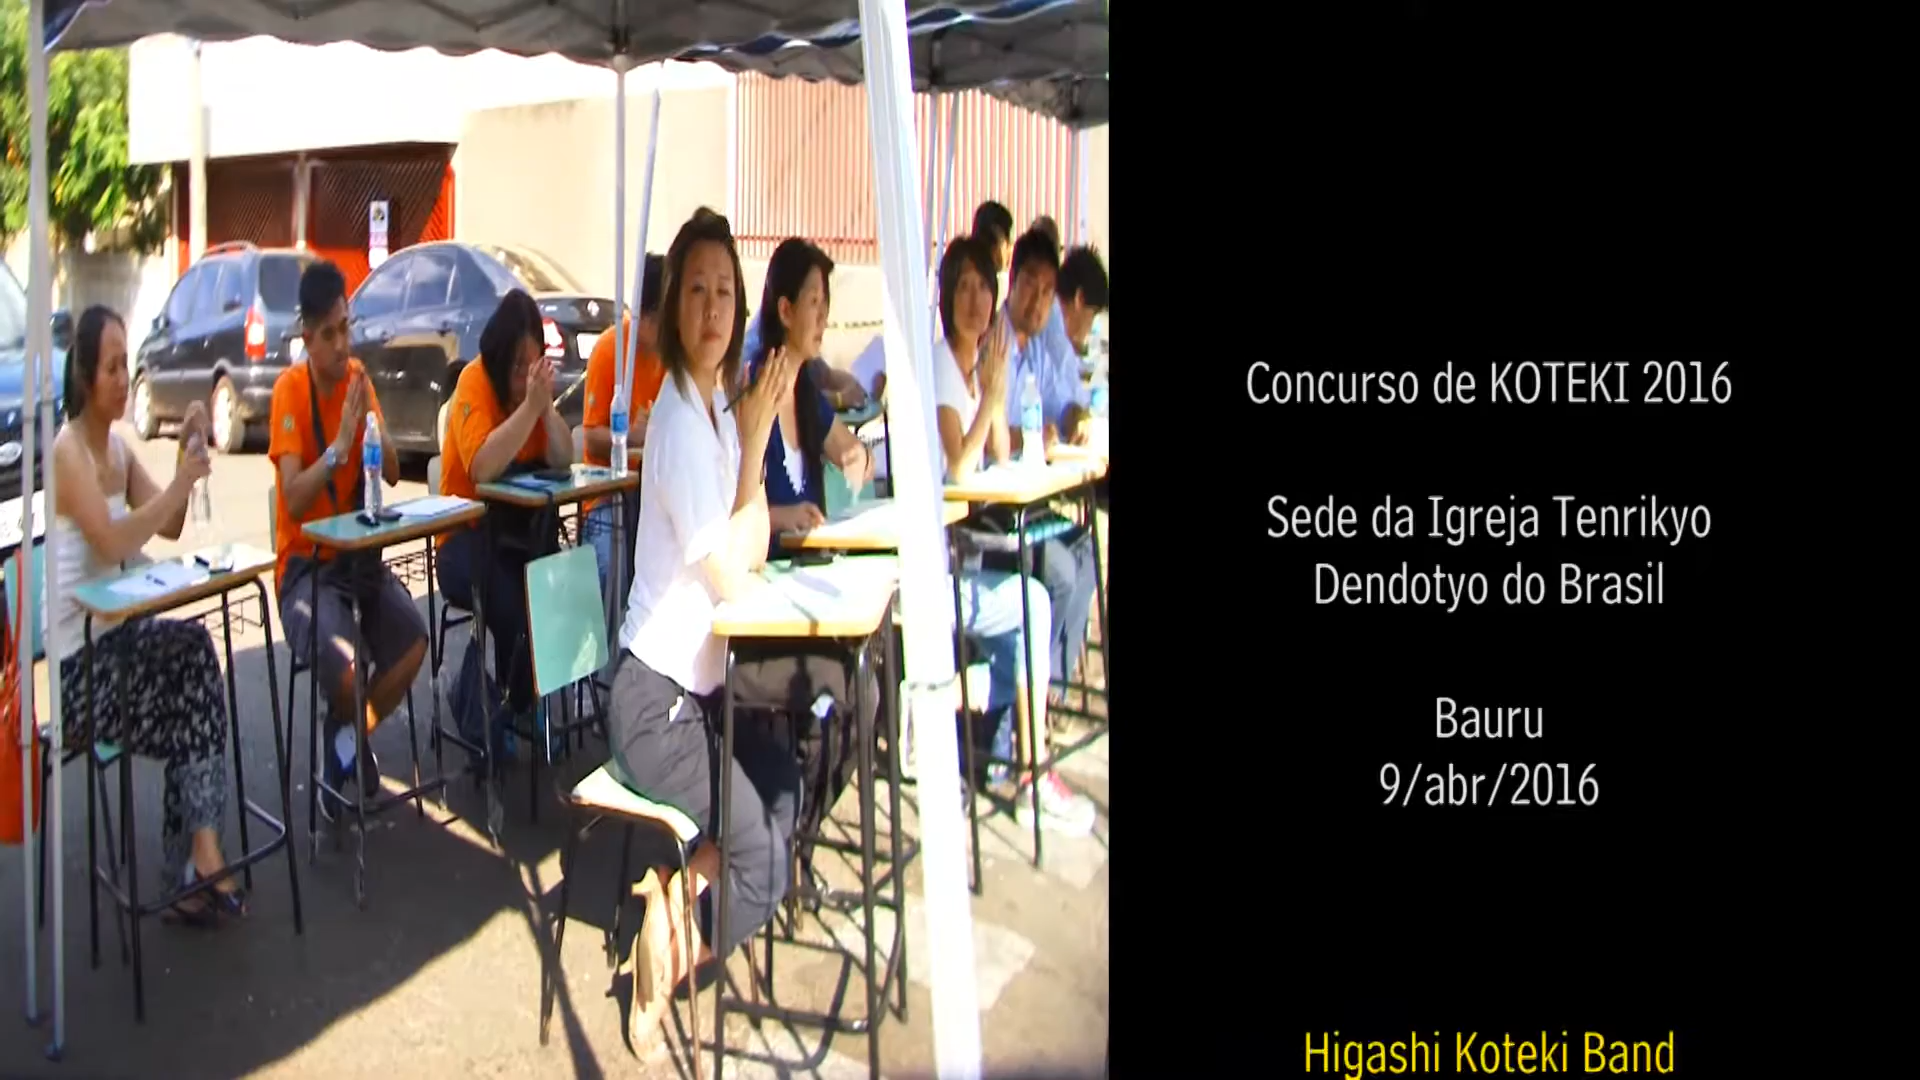 Concurso de KOTEKI 2016
Sede da Igreja Tenrikyo
Dendotyo do Brasil
Bauru
9/abr/2016
Higashi Koteki Band